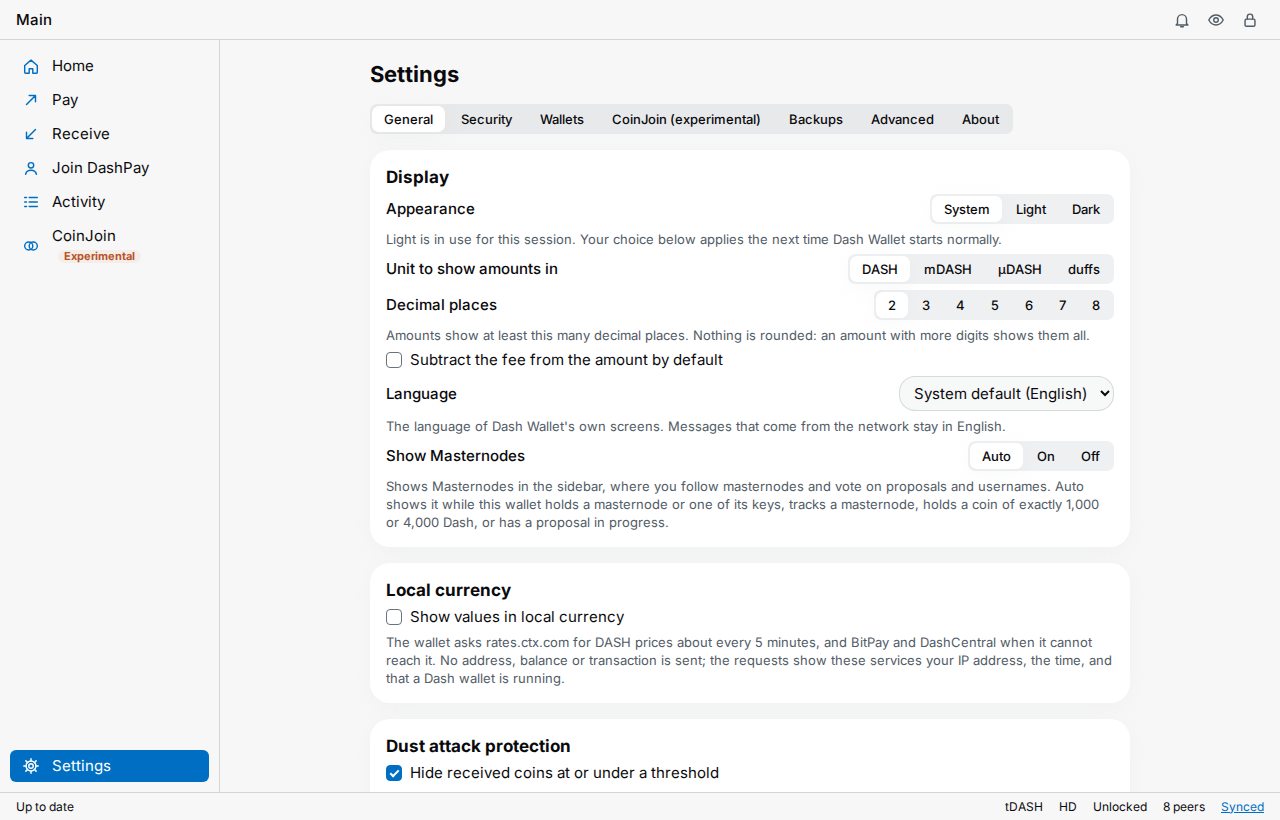 Main
Home
Pay
Receive
Join DashPay
Activity
CoinJoin
Experimental
Settings
Settings
General Security Wallets CoinJoin (experimental) Backups Advanced About
Display
Appearance System Light Dark
Light is in use for this session. Your choice below applies the next time Dash Wallet starts normally.
Unit to show amounts in DASH mDASH µDASH duffs
Decimal places 2 3 4 5 6 7 8
Amounts show at least this many decimal places. Nothing is rounded: an amount with more digits shows them all.
Subtract the fee from the amount by default
Language System default (English)
The language of Dash Wallet's own screens. Messages that come from the network stay in English.
Show Masternodes Auto On Off
Shows Masternodes in the sidebar, where you follow masternodes and vote on proposals and usernames. Auto
shows it while this wallet holds a masternode or one of its keys, tracks a masternode, holds a coin of exactly 1,000
or 4,000 Dash, or has a proposal in progress.
Local currency
Show values in local currency
The wallet asks rates.ctx.com for DASH prices about every 5 minutes, and BitPay and DashCentral when it cannot
reach it. No address, balance or transaction is sent; the requests show these services your IP address, the time, and
that a Dash wallet is running.
Dust attack protection
Hide received coins at or under a threshold
Up to date tDASH HD Unlocked 8 peers Synced